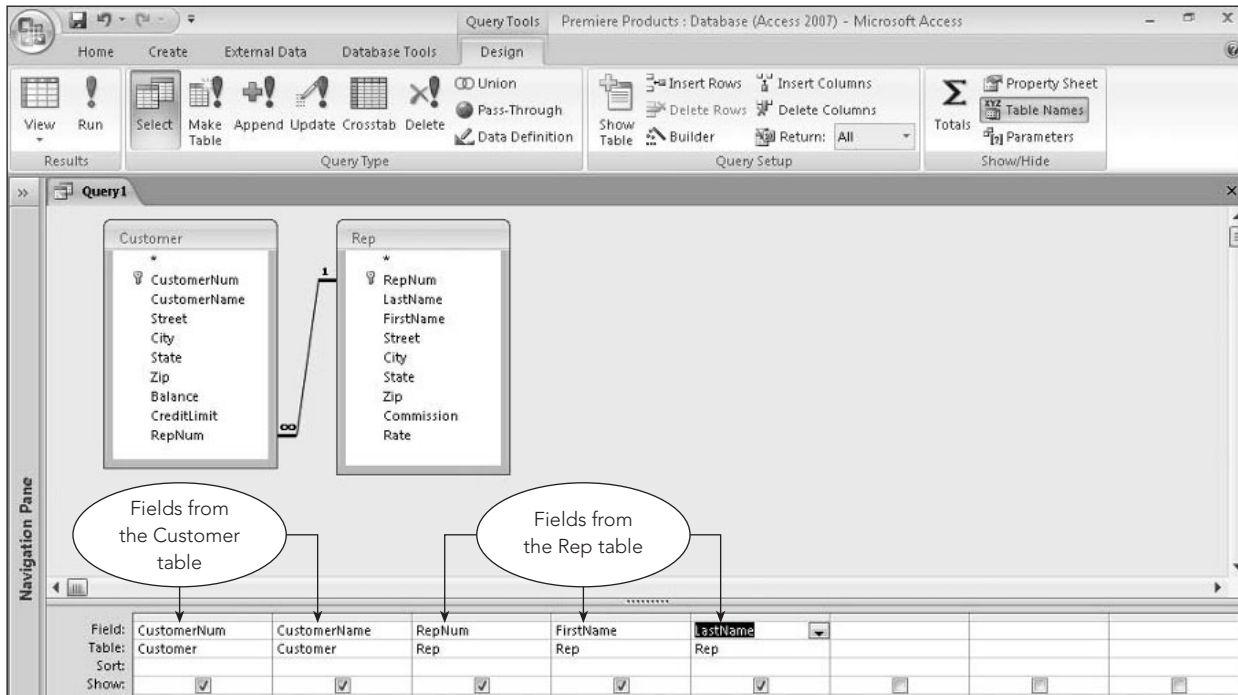 Query Tools Premiere Products : Database (Access 2007) - Microsoft Access
Home Create External Data Database Tools Design
View
Run
Select
Make Table
Append
Update
Crosstab
Delete
Union
Pass-Through
Data Definition
Show Table
Insert Rows
Delete Rows
Builder
Insert Columns
Delete Columns
Return: All
Totals
Property Sheet
XYZ
Table Names
[?] Parameters
Results Query Type Query Setup Show/Hide
Query1
Navigation Pane
Customer
*
CustomerNum
CustomerName
Street
City
State
Zip
Balance
CreditLimit
RepNum
1
∞
Rep
*
RepNum
LastName
FirstName
Street
City
State
Zip
Commission
Rate
Fields from
the Customer
table
Fields from
the Rep table
Field: CustomerNum CustomerName RepNum FirstName LastName
Table: Customer Customer Rep Rep Rep
Sort:
Show: